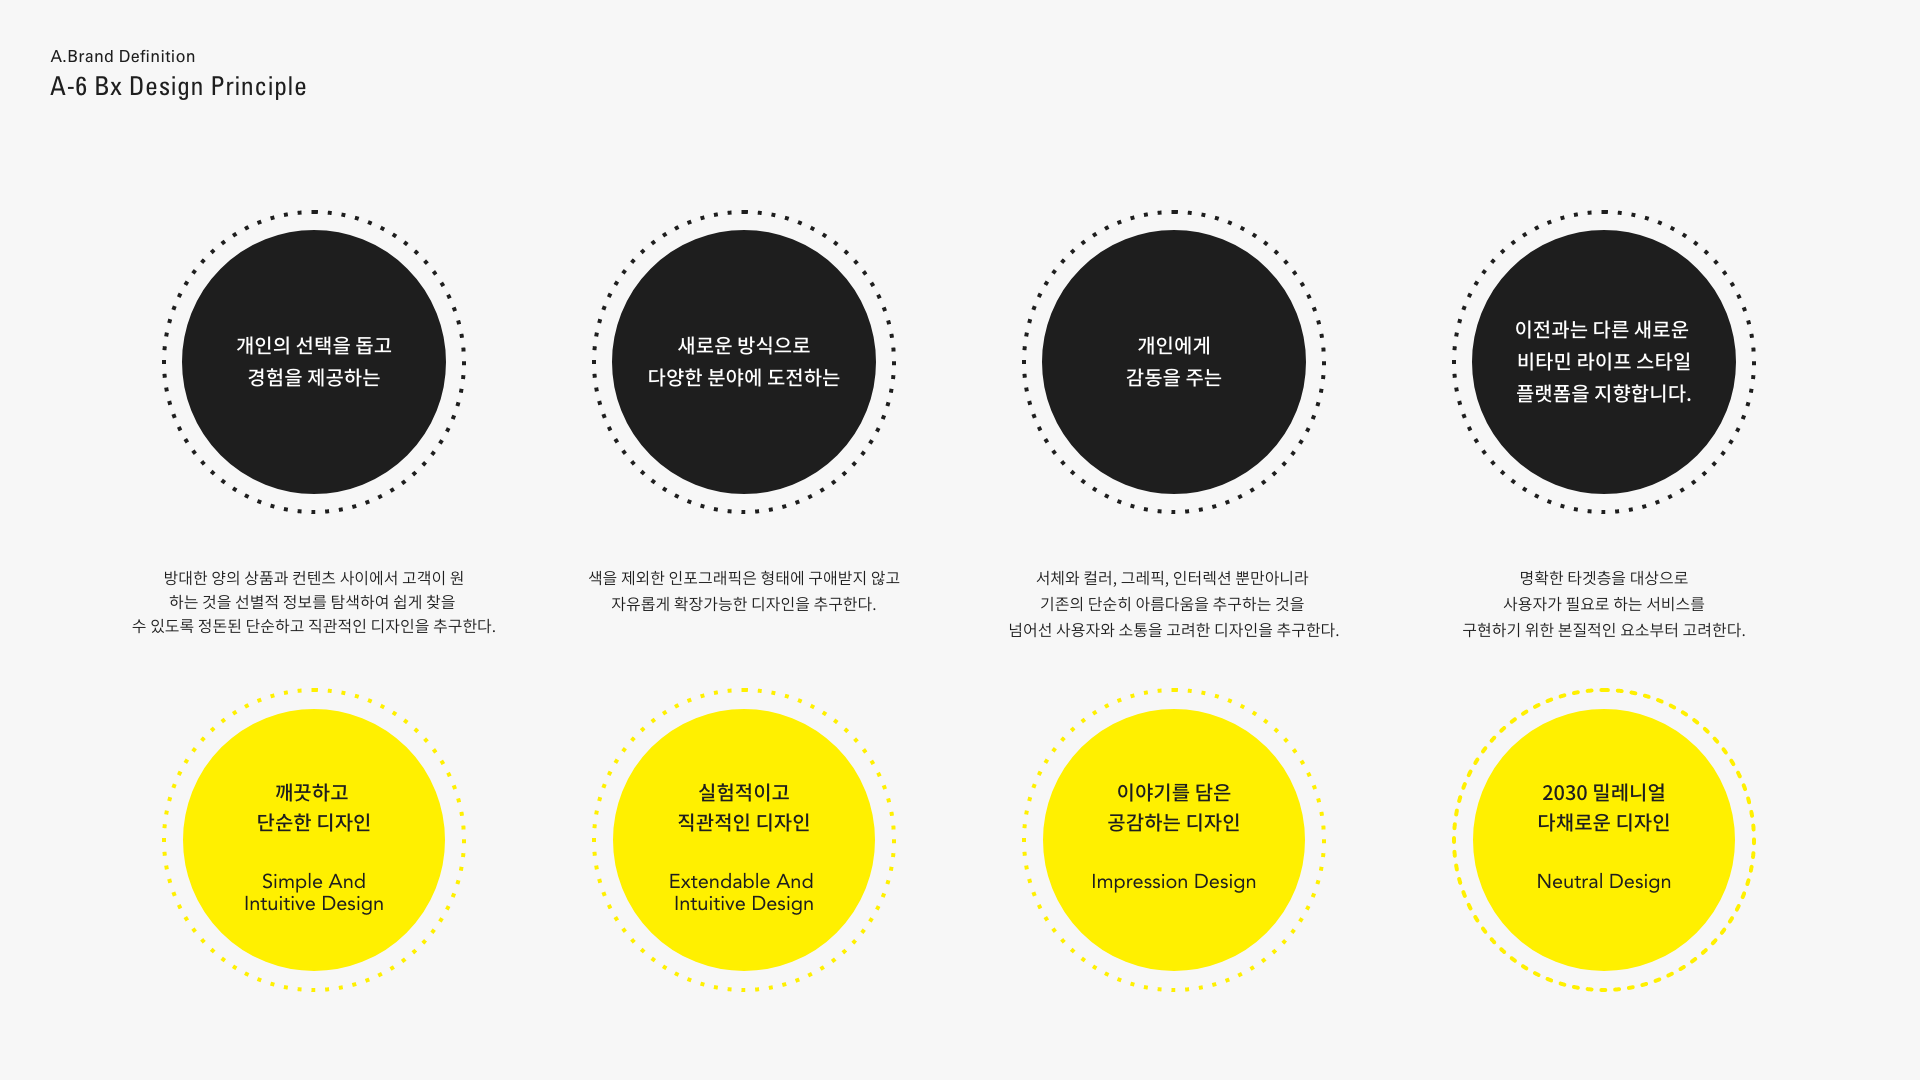 A.Brand Definition
A-6 Bx Design Principle
개인의 선택을 돕고
경험을 제공하는
새로운 방식으로
다양한 분야에 도전하는
개인에게
감동을 주는
이전과는 다른 새로운
비타민 라이프 스타일
플랫폼을 지향합니다.
방대한 양의 상품과 컨텐츠 사이에서 고객이 원
하는 것을 선별적 정보를 탐색하여 쉽게 찾을
수 있도록 정돈된 단순하고 직관적인 디자인을 추구한다.
색을 제외한 인포그래픽은 형태에 구애받지 않고
자유롭게 확장가능한 디자인을 추구한다.
서체와 컬러, 그레픽, 인터렉션 뿐만아니라
기존의 단순히 아름다움을 추구하는 것을
넘어선 사용자와 소통을 고려한 디자인을 추구한다.
명확한 타겟층을 대상으로
사용자가 필요로 하는 서비스를
구현하기 위한 본질적인 요소부터 고려한다.
깨끗하고
단순한 디자인
Simple And
Intuitive Design
실험적이고
직관적인 디자인
Extendable And
Intuitive Design
이야기를 담은
공감하는 디자인
Impression Design
2030 밀레니얼
다채로운 디자인
Neutral Design